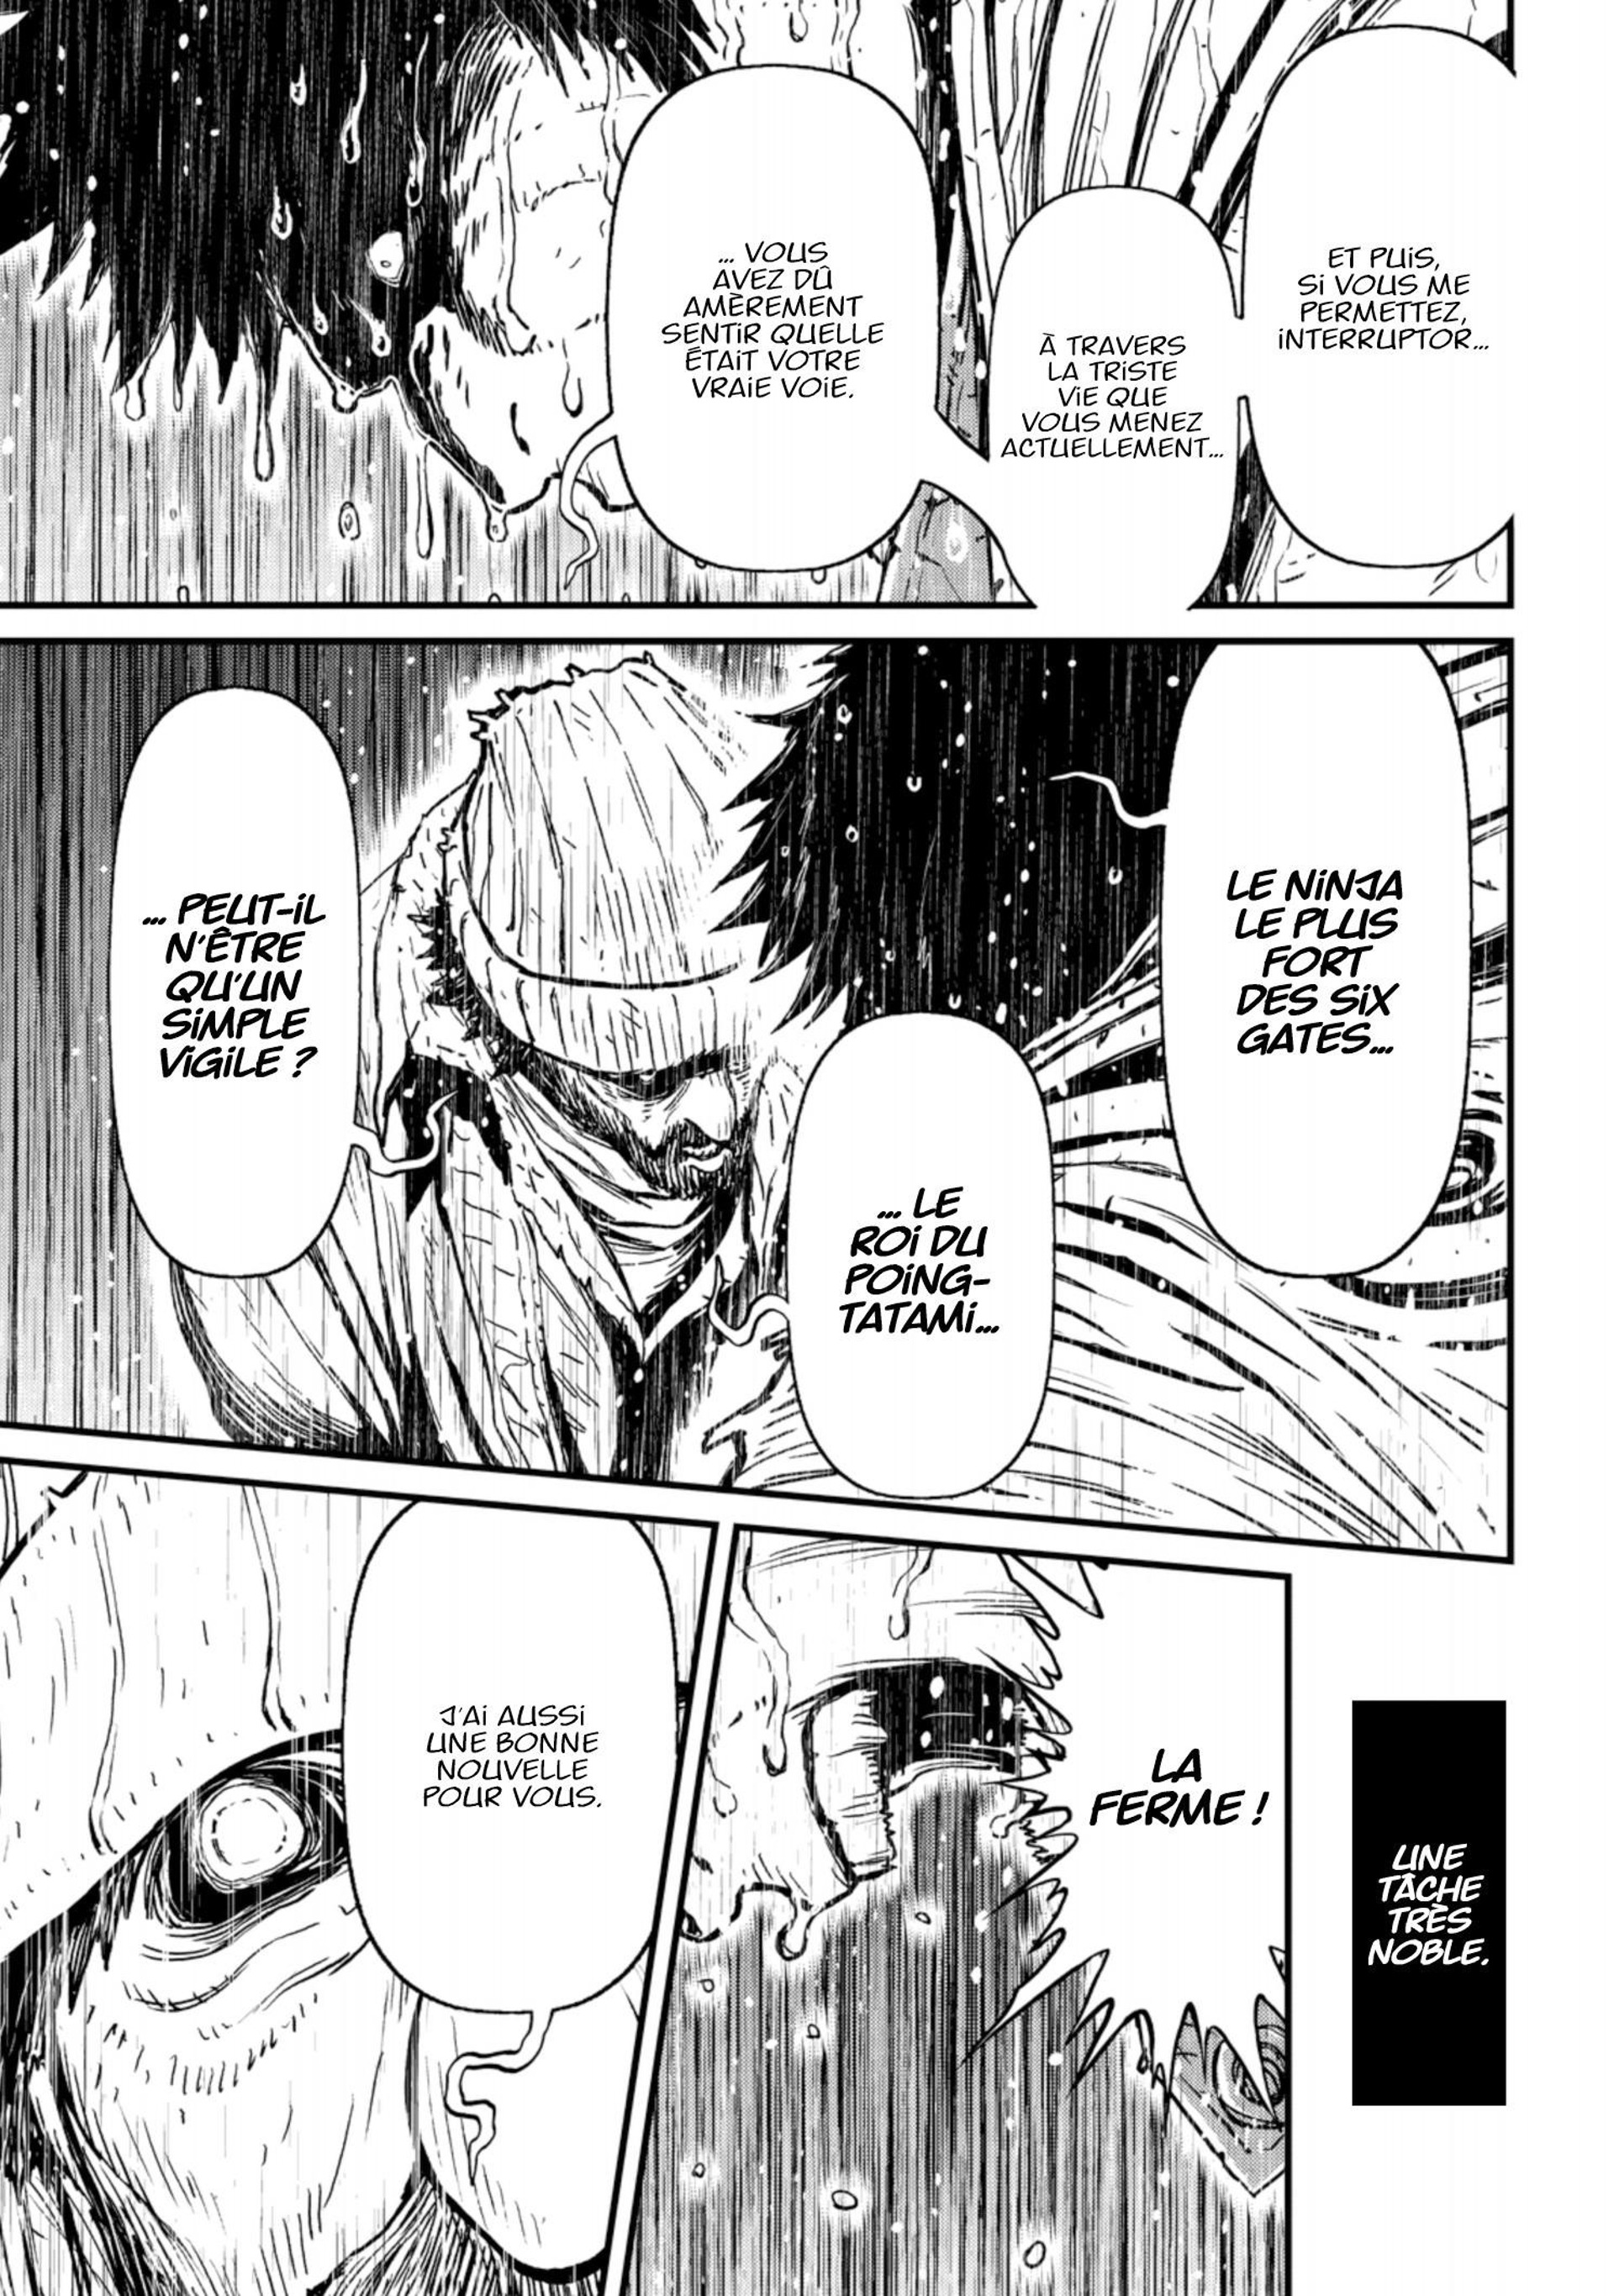 ET PUIS,
SI VOUS ME
PERMETTEZ,
INTERRUPTOR...
À TRAVERS
LA TRISTE
VIE QUE
VOUS MENEZ
ACTUELLEMENT...
... VOUS
AVEZ DÛ
AMÈREMENT
SENTIR QUELLE
ÉTAIT VOTRE
VRAIE VOIE.
LE NINJA
LE PLUS
FORT
DES SIX
GATES...
... LE
ROI DU
POING-
TATAMI...
... PEUT-IL
N'ÊTRE
QU'UN
SIMPLE
VIGILE ?
UNE
TÂCHE
TRÈS
NOBLE.
LA
FERME !
J'AI AUSSI
UNE BONNE
NOUVELLE
POUR VOUS.